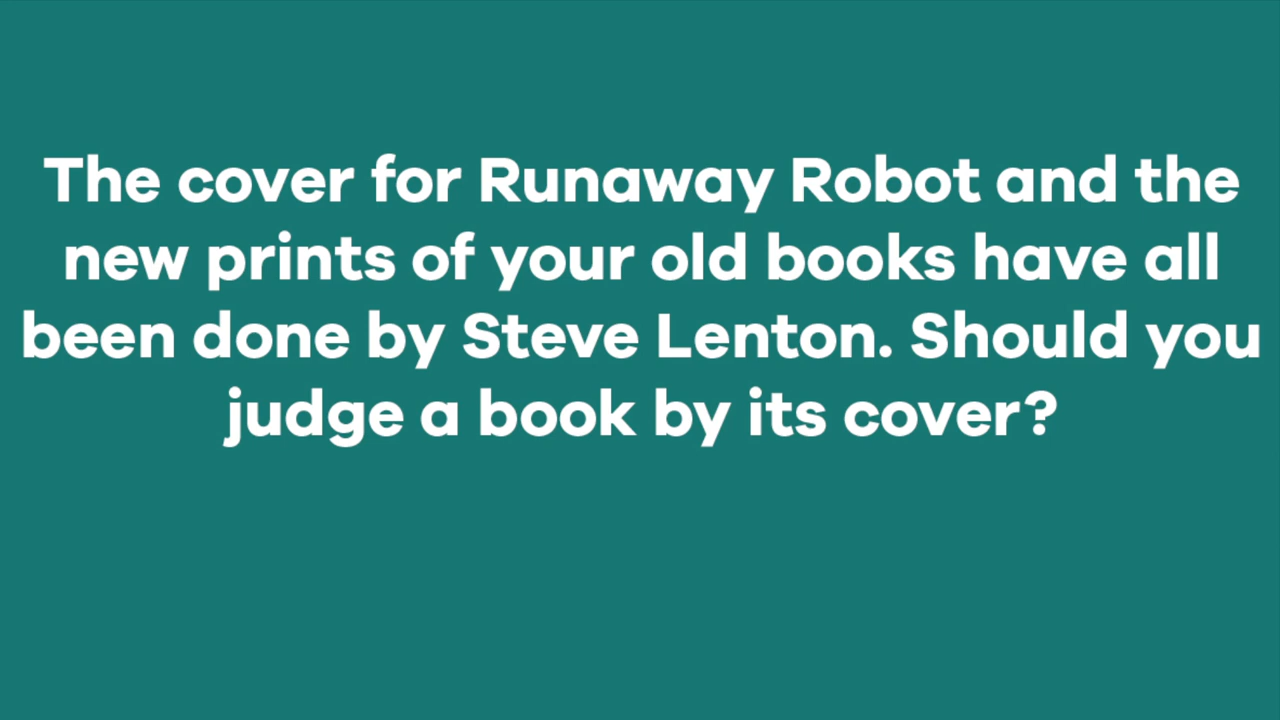 The cover for Runaway Robot and the
new prints of your old books have all
been done by Steve Lenton. Should you
judge a book by its cover?